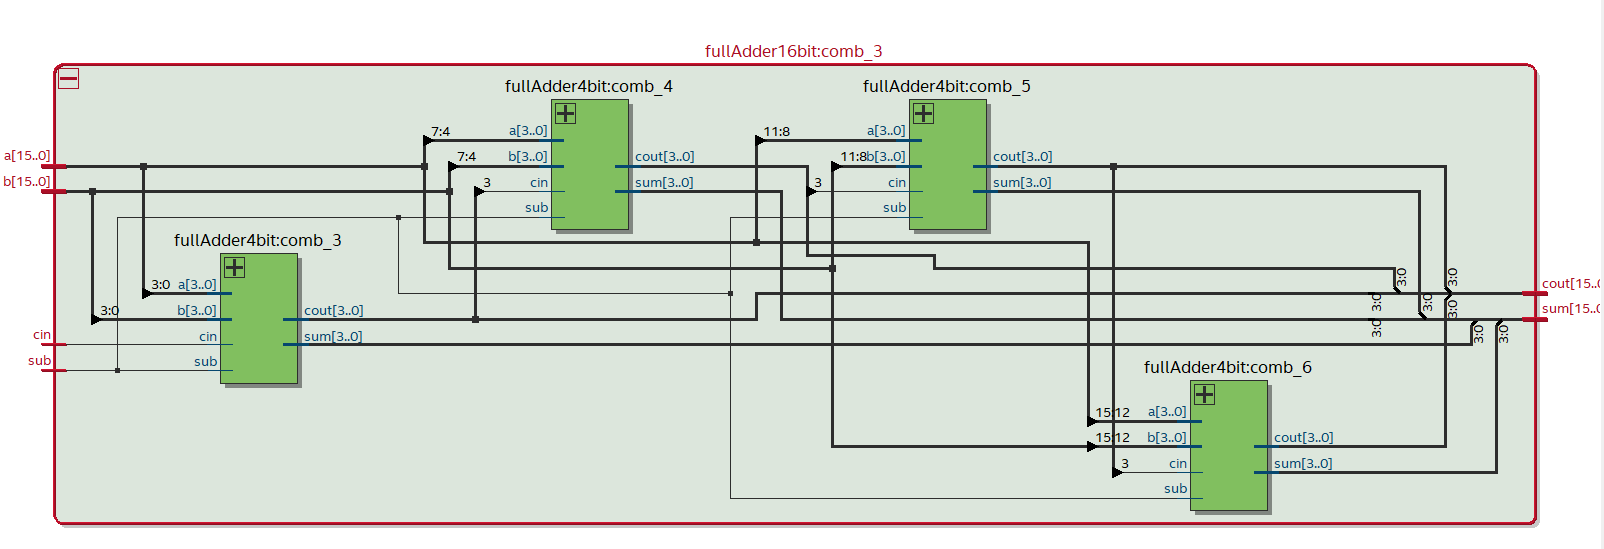 fullAdder16bit:comb_3
fullAdder4bit:comb_4
fullAdder4bit:comb_5
a[15..0]
b[15..0]
7:4
a[3..0]
7:4
b[3..0]
3
cin
sub
cout[3..0]
sum[3..0]
11:8
a[3..0]
11:8
b[3..0]
3
cin
sub
cout[3..0]
sum[3..0]
fullAdder4bit:comb_3
3:0
a[3..0]
3:0
b[3..0]
cin
cin
sub
sub
cout[3..0]
sum[3..0]
3:0
3:0
3:0
3:0
3:0
3:0
3:0
3:0
cout[15..
sum[15..
fullAdder4bit:comb_6
15:12
a[3..0]
15:12
b[3..0]
3
cin
sub
cout[3..0]
sum[3..0]